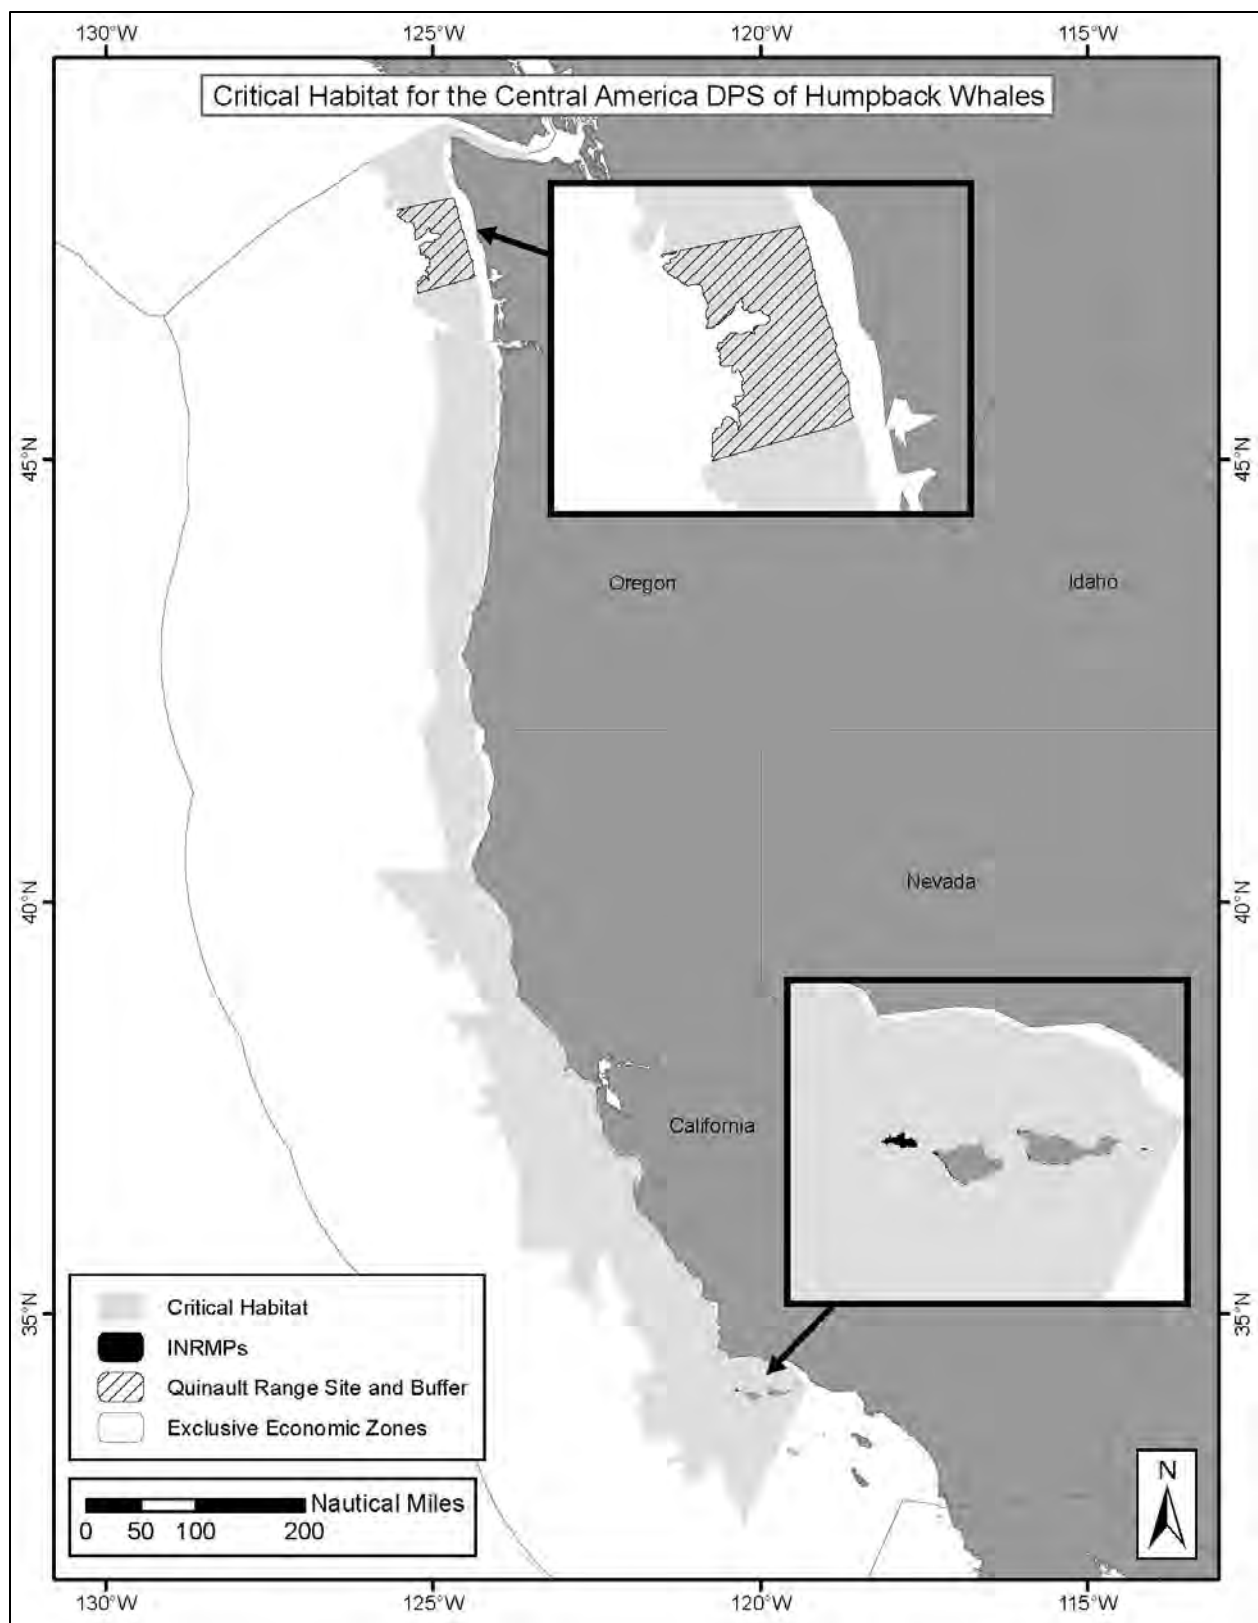 130°W 125°W 120°W 115°W
Critical Habitat for the Central America DPS of Humpback Whales
45°N 45°N
Oregon Idaho
Nevada
40°N 40°N
California
35°N 35°N
Critical Habitat
INRMPs
Quinault Range Site and Buffer
Exclusive Economic Zones
N
Nautical Miles
0 50 100 200
130°W 125°W 120°W 115°W